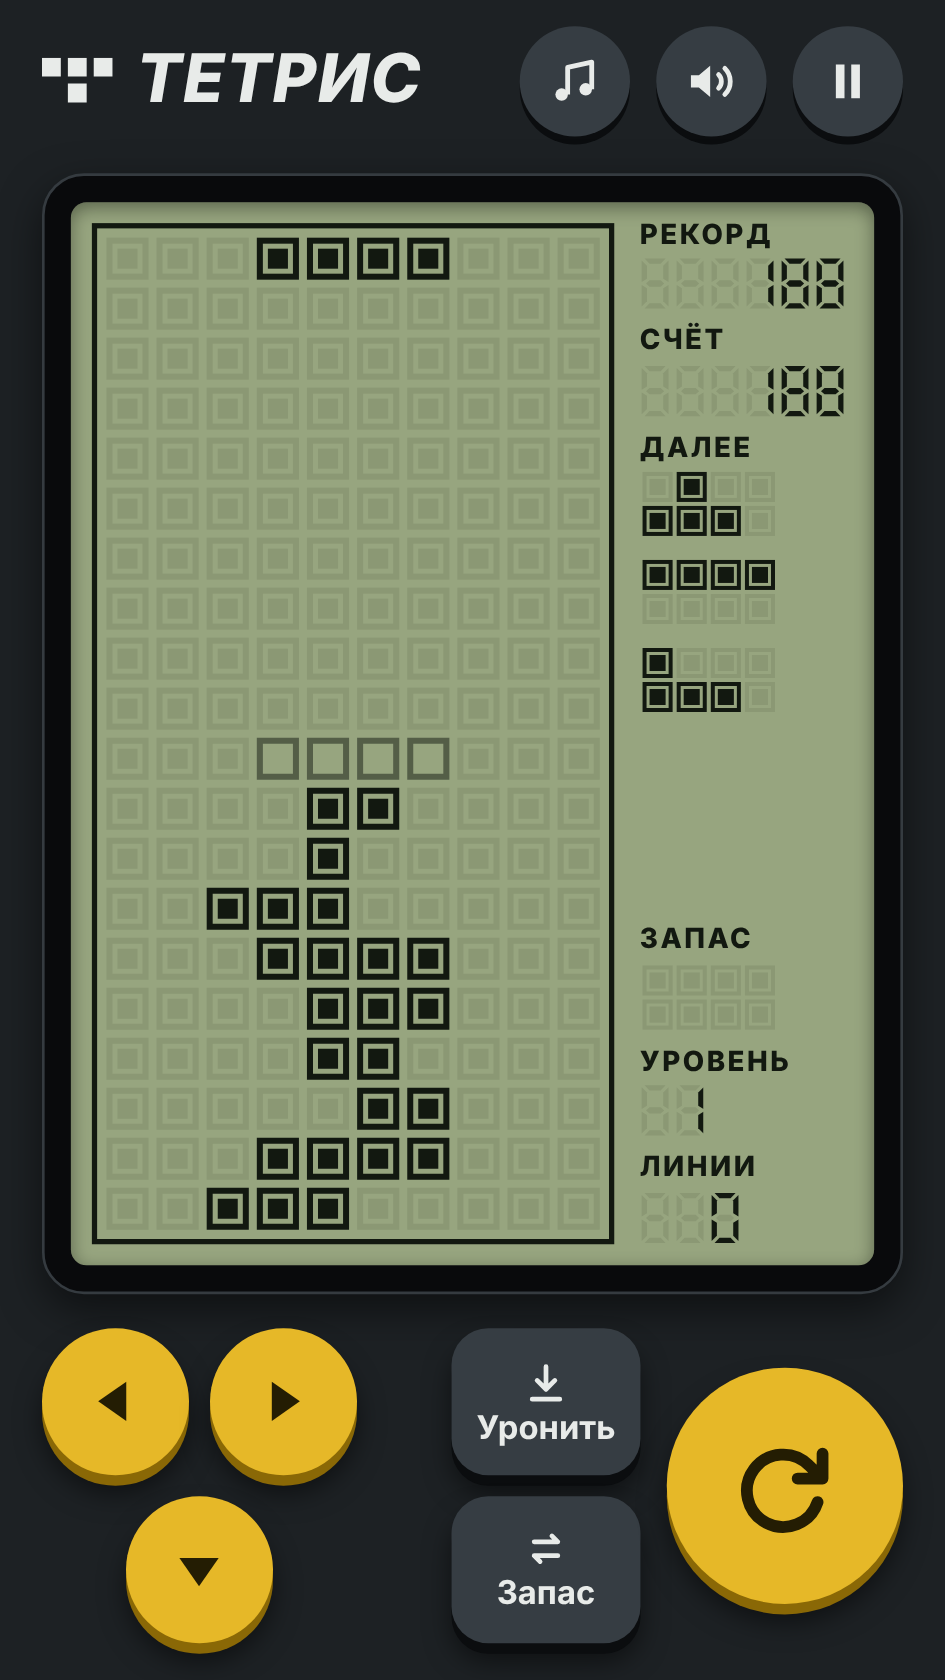 ТЕТРИС
РЕКОРД
188
СЧЁТ
188
ДАЛЕЕ
ЗАПАС
УРОВЕНЬ
1
ЛИНИИ
0
Уронить
Запас